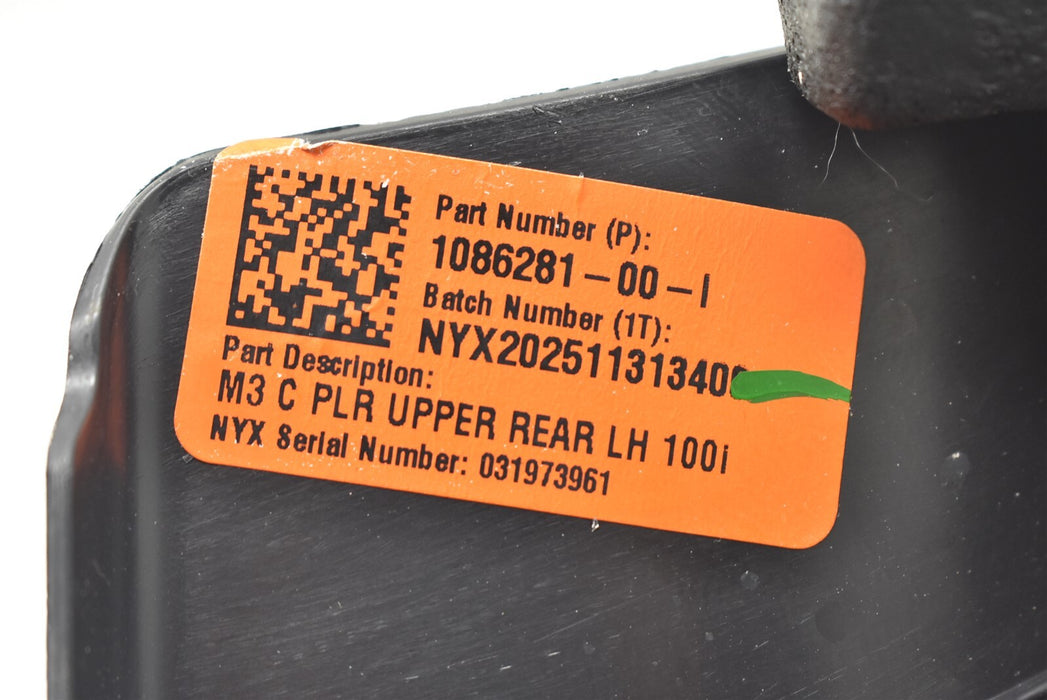 Part Number (P):
1086281-00-I
Batch Number (1T):
Part Description:
M3 C PLR UPPER REAR LH 100i
NYX Serial Number: 031973961